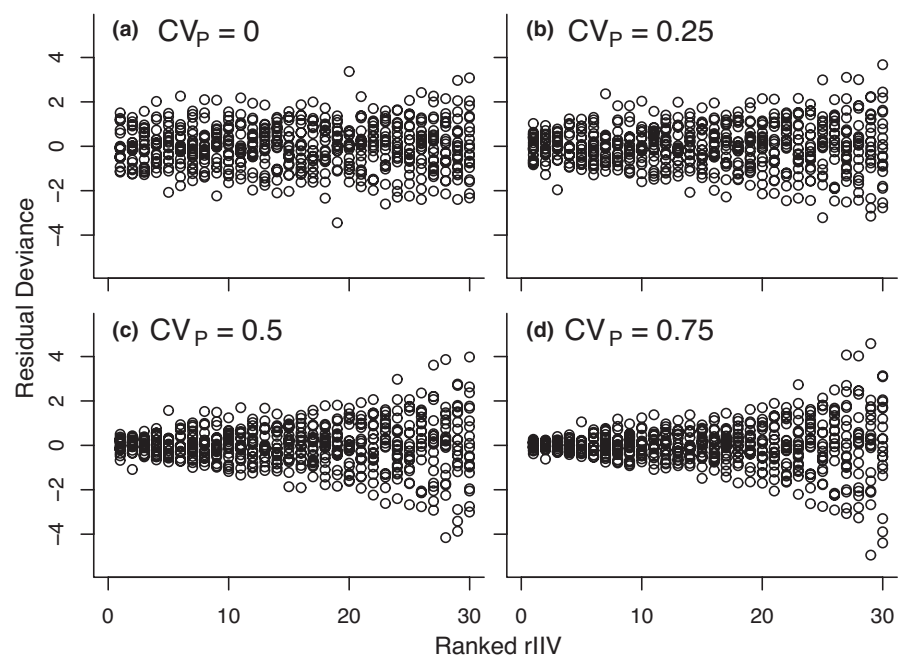 (a) CVP = 0
(b) CVP = 0.25
4
2
0
−2
−4
(c) CVP = 0.5
(d) CVP = 0.75
4
2
0
−2
−4
Residual Deviance
0 10 20 30
0 10 20 30
Ranked rIIV